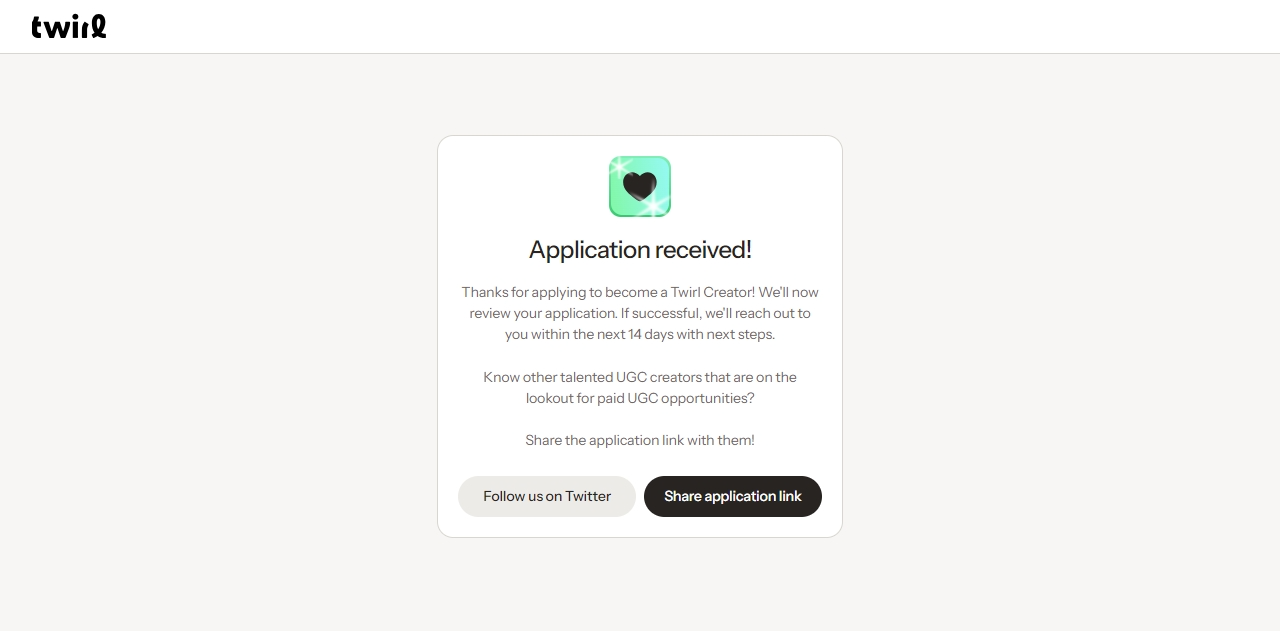 twirl
Application received!
Thanks for applying to become a Twirl Creator! We'll now
review your application. If successful, we'll reach out to
you within the next 14 days with next steps.
Know other talented UGC creators that are on the
lookout for paid UGC opportunities?
Share the application link with them!
Follow us on Twitter
Share application link